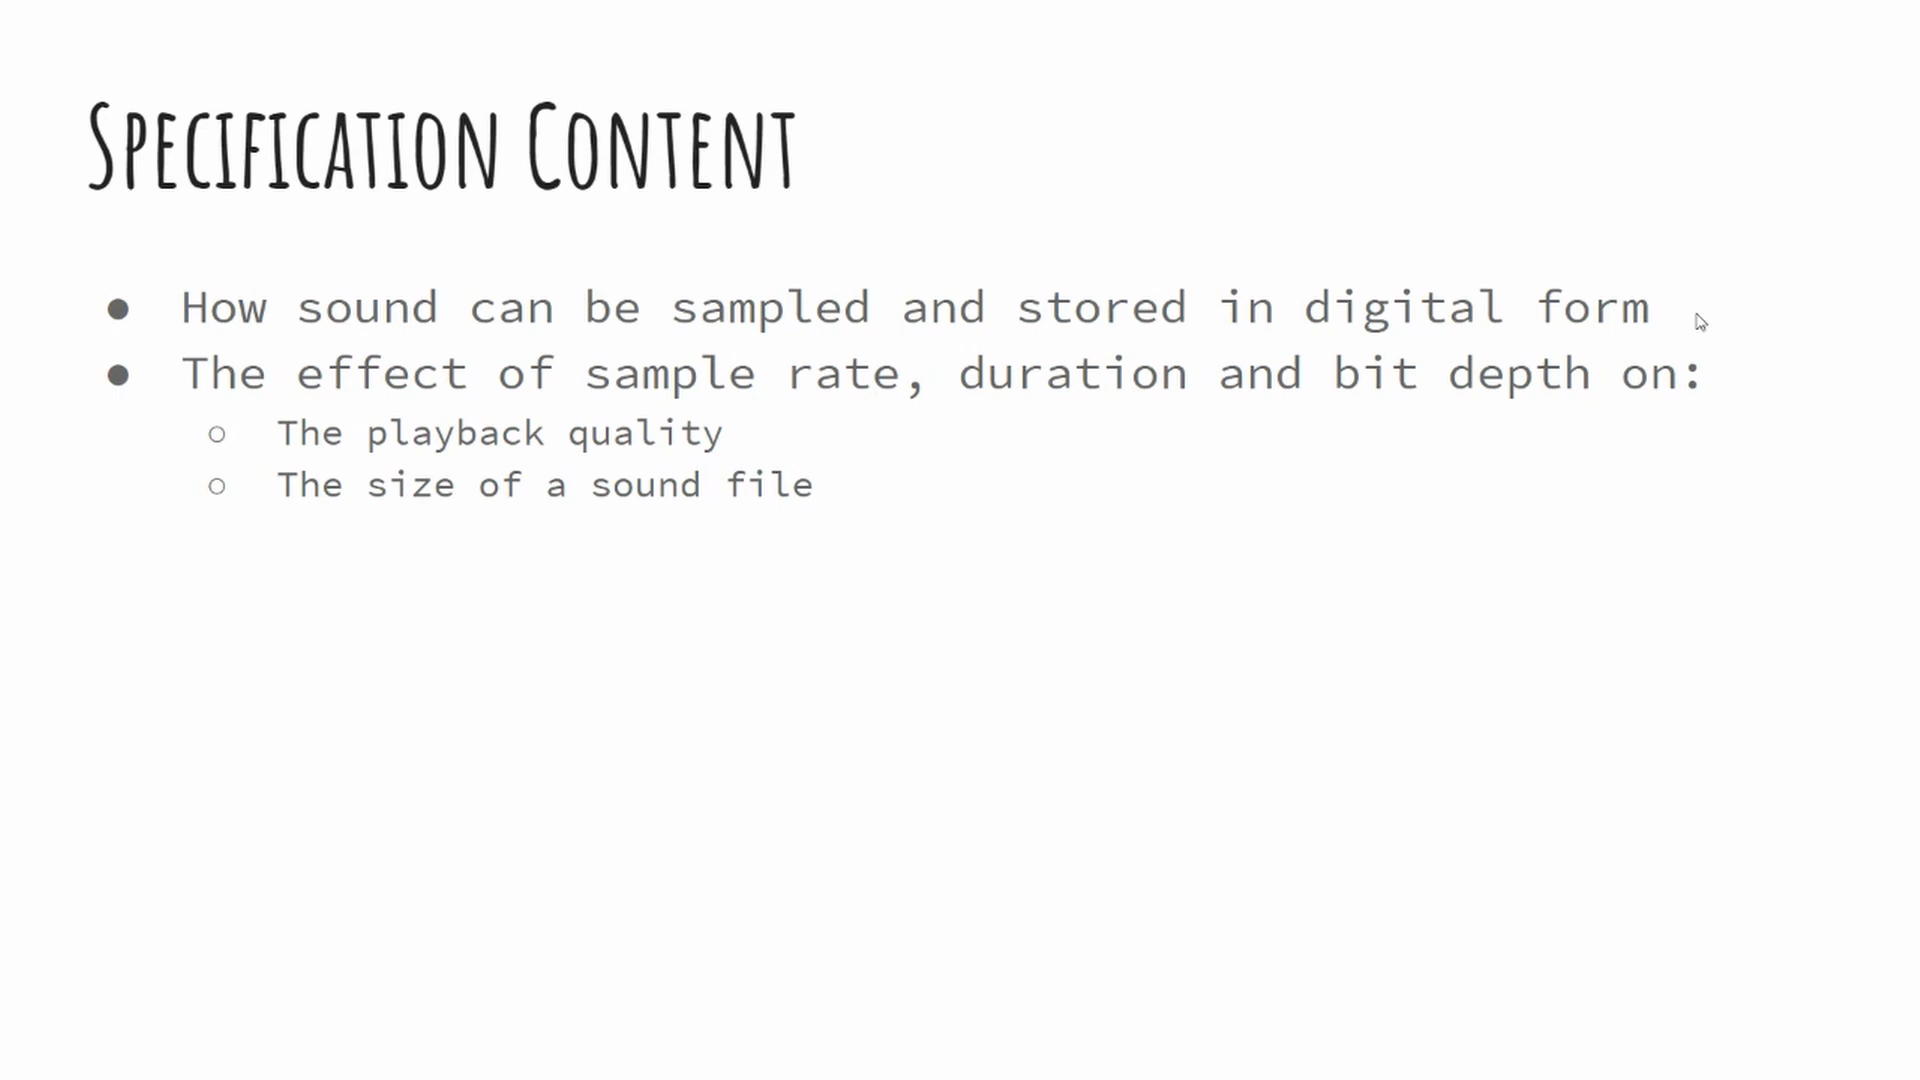 Specification Content
● How sound can be sampled and stored in digital form
● The effect of sample rate, duration and bit depth on:
○ The playback quality
○ The size of a sound file